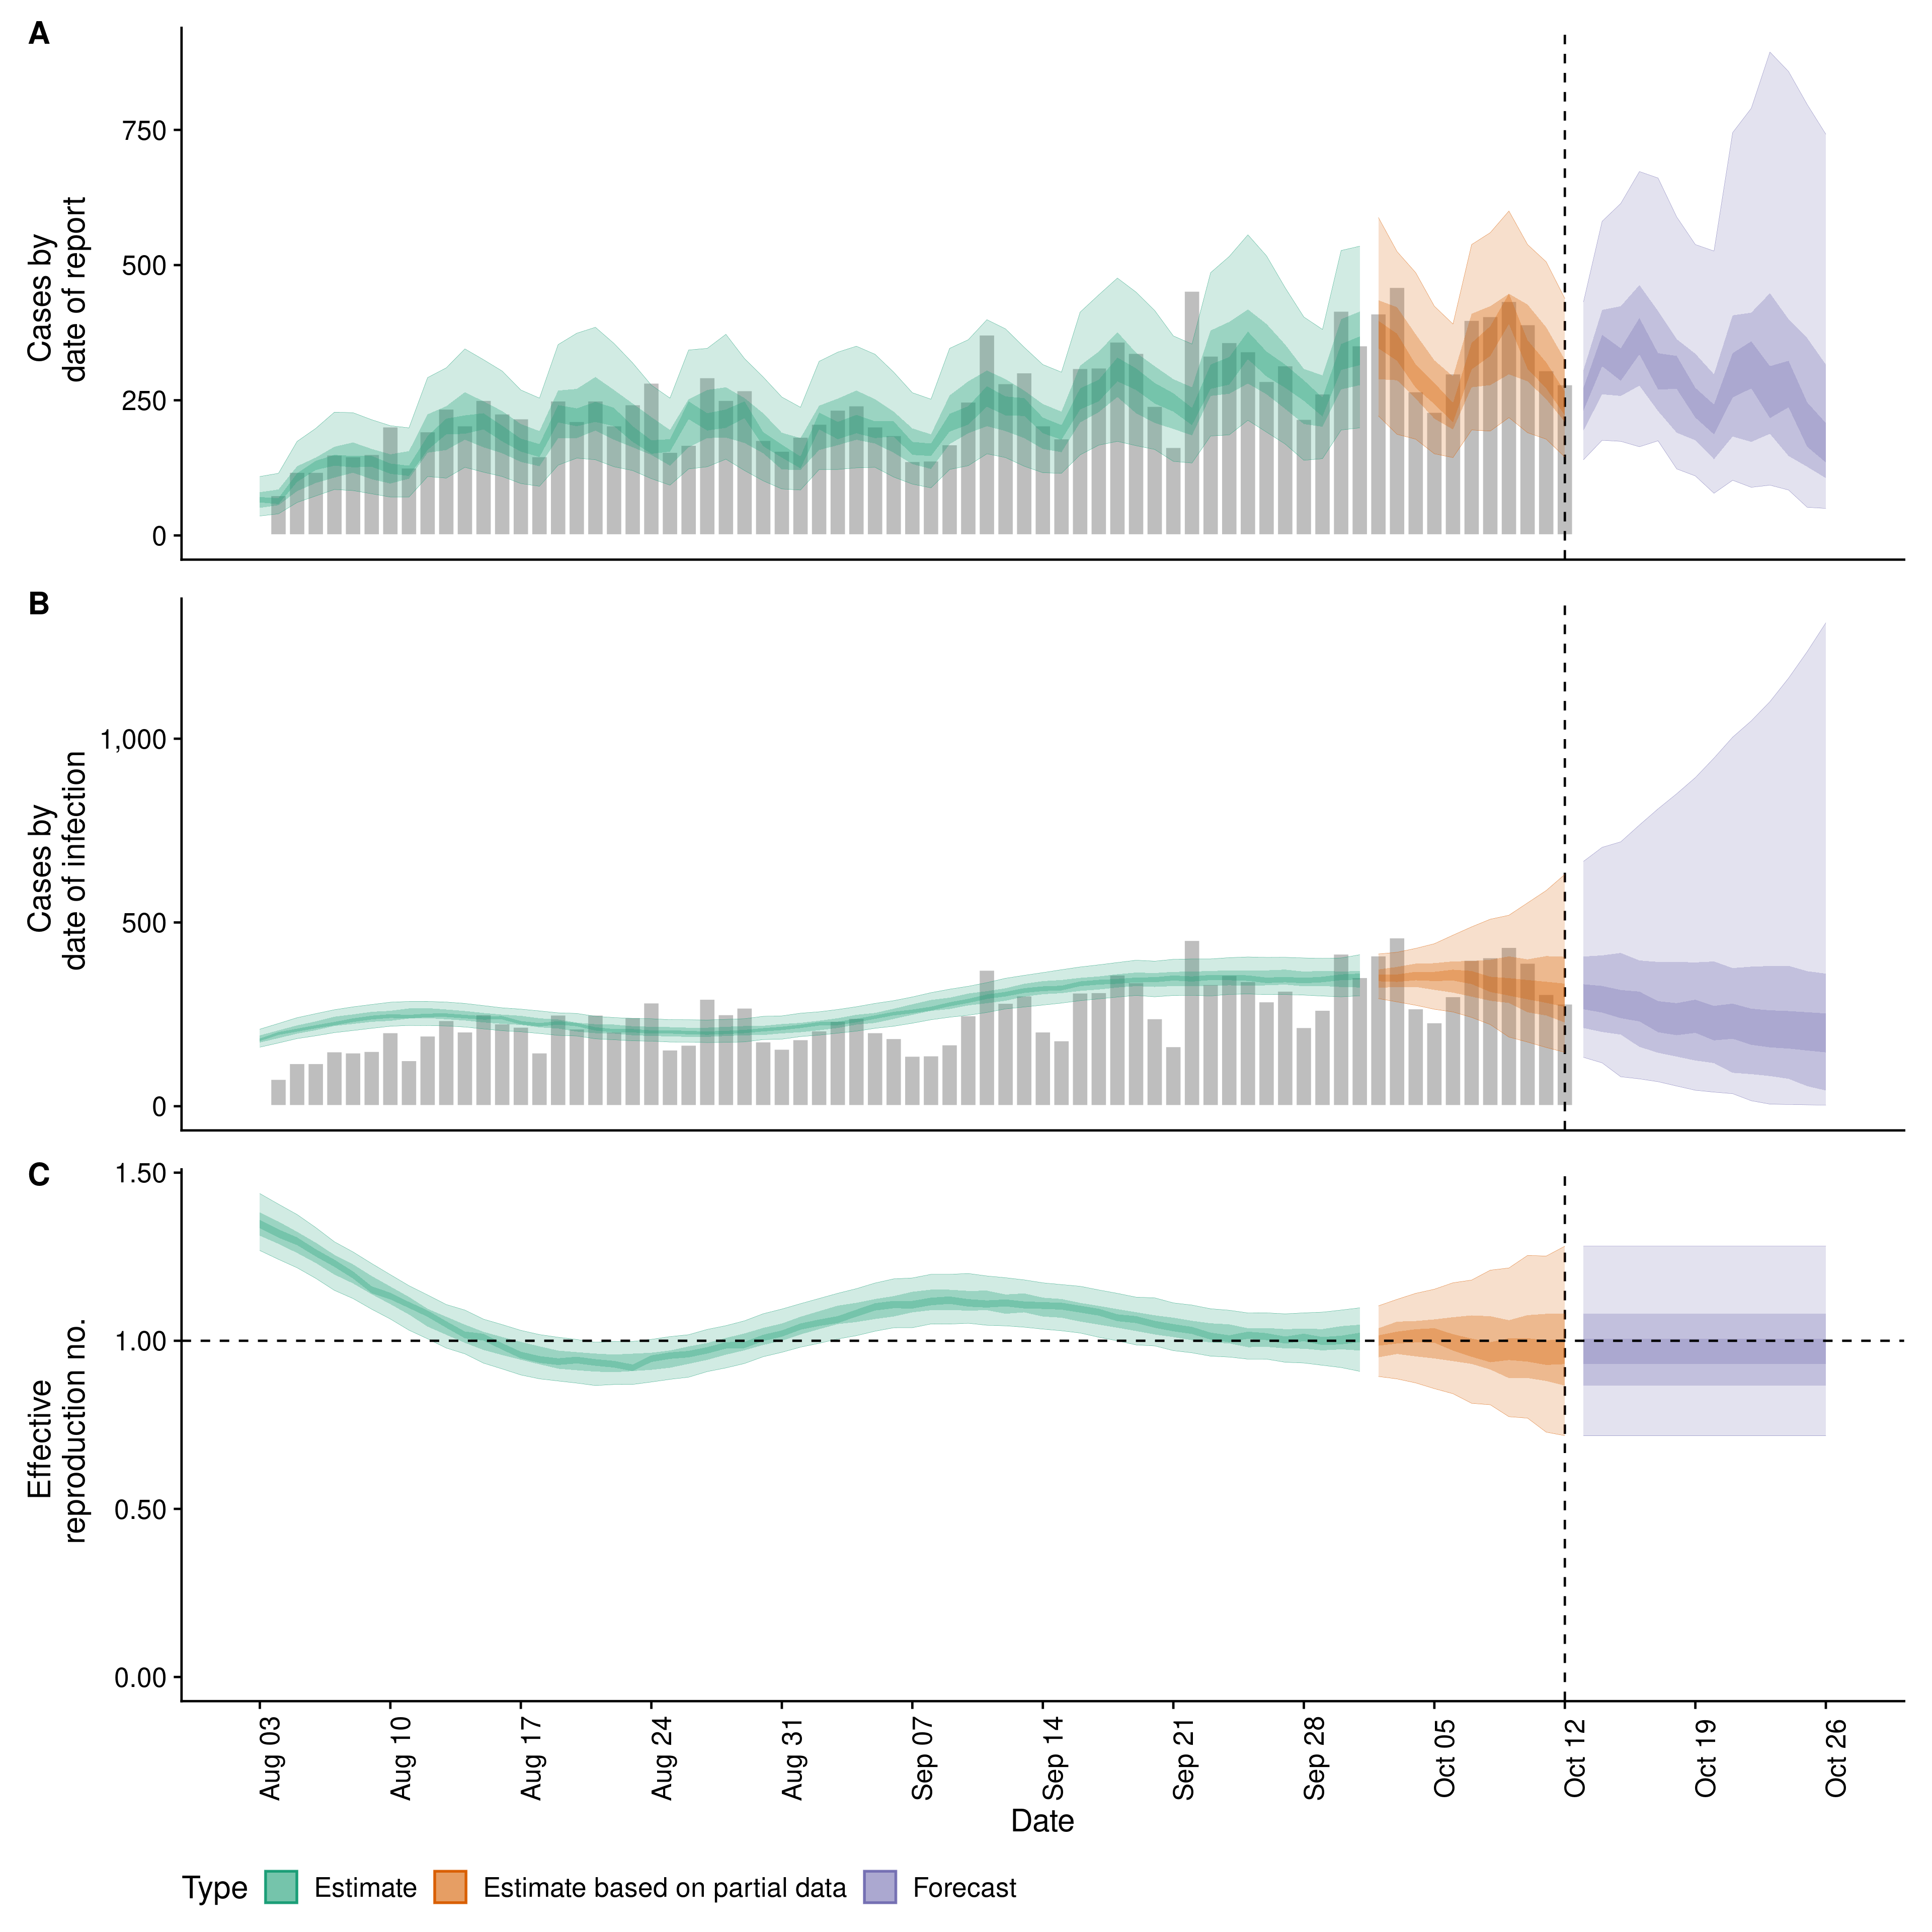 A
Cases by
date of report
750
500
250
0
B
Cases by
date of infection
1,000
500
0
C
Effective
reproduction no.
1.50
1.00
0.50
0.00
Aug 03
Aug 10
Aug 17
Aug 24
Aug 31
Sep 07
Sep 14
Sep 21
Sep 28
Oct 05
Oct 12
Oct 19
Oct 26
Date
Type Estimate Estimate based on partial data Forecast